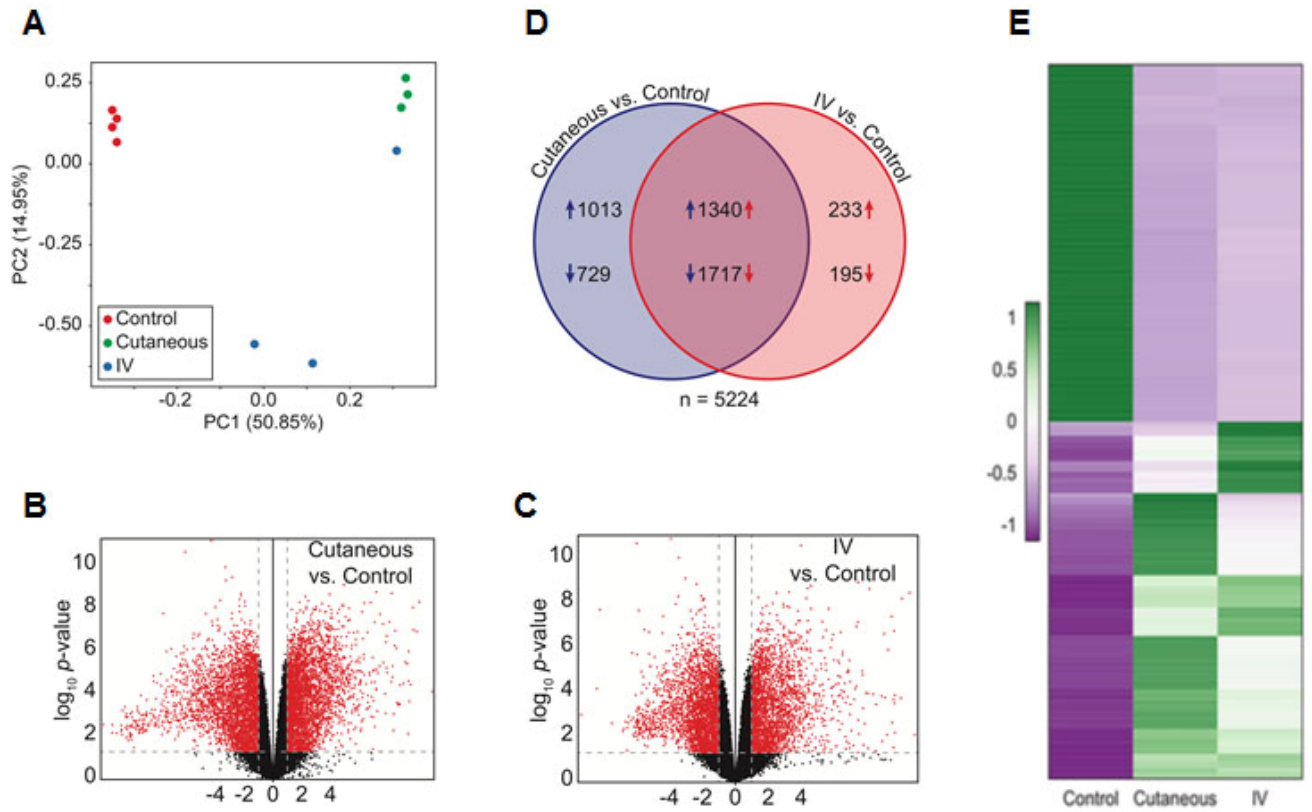 A
0.25
0.00
-0.25
-0.50
PC2 (14.95%)
Control
Cutaneous
IV
-0.2
0.0
0.2
PC1 (50.85%)
D
Cutaneous vs. Control
IV vs. Control
1013
1340
233
729
1717
195
n = 5224
E
1
0.5
0
-0.5
-1
Control
Cutaneous
IV
B
Cutaneous
vs. Control
10
8
6
4
2
0
log10 p-value
-4 -2 0 2 4
C
IV
vs. Control
10
8
6
4
2
0
log10 p-value
-4 -2 0 2 4